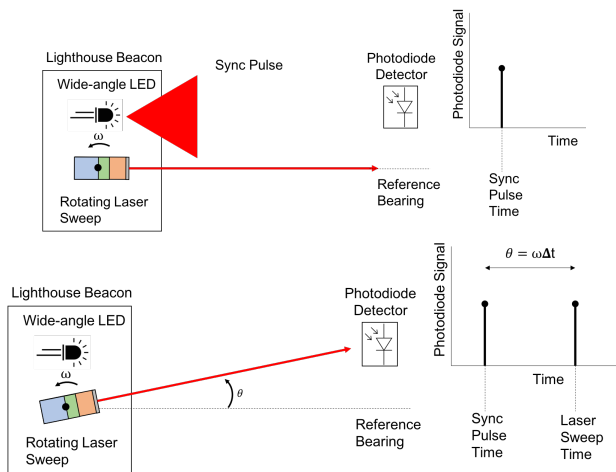 Lighthouse Beacon
Wide-angle LED
ω
Rotating Laser
Sweep
Sync Pulse
Photodiode
Detector
Reference
Bearing
Photodiode Signal
Time
Sync
Pulse
Time
Lighthouse Beacon
Wide-angle LED
ω
Rotating Laser
Sweep
θ
Photodiode
Detector
Reference
Bearing
Photodiode Signal
θ = ωΔt
Time
Sync
Pulse
Time
Laser
Sweep
Time